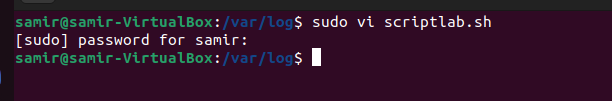 samir@samir-VirtualBox:/var/log$ sudo vi scriptlab.sh
[sudo] password for samir:
samir@samir-VirtualBox:/var/log$